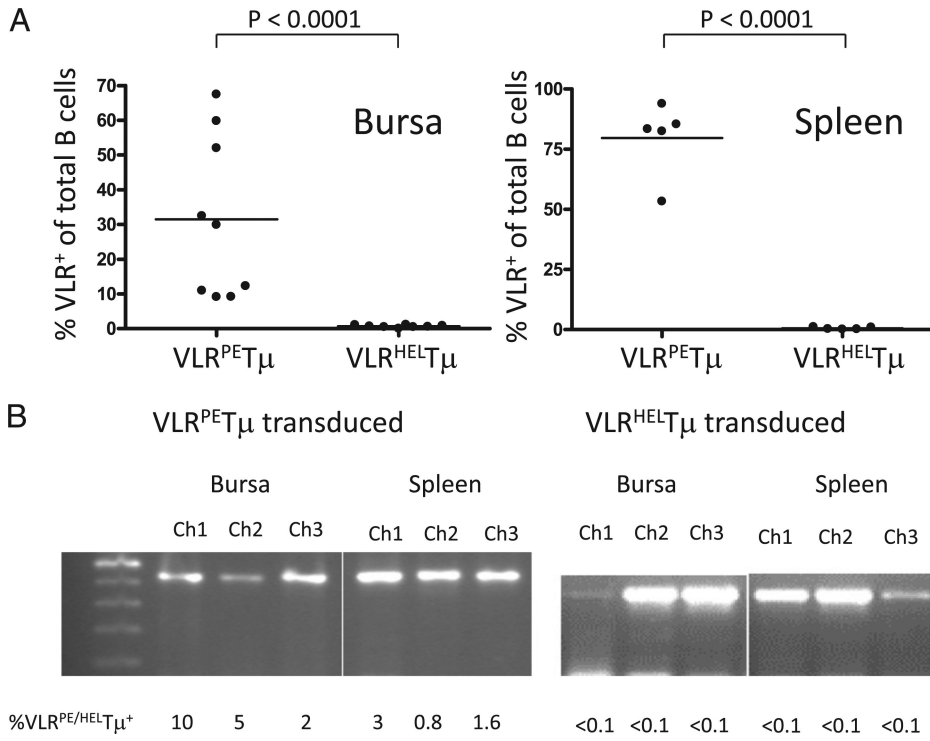 A
P < 0.0001
P < 0.0001
% VLR⁺ of total B cells
70
60
50
40
30
20
10
0
Bursa
VLRᴾᴱTμ
VLRᴴᴱᴸTμ
% VLR⁺ of total B cells
100
75
50
25
0
Spleen
VLRᴾᴱTμ
VLRᴴᴱᴸTμ
B
VLRᴾᴱTμ transduced
VLRᴴᴱᴸTμ transduced
Bursa
Spleen
Bursa
Spleen
Ch1 Ch2 Ch3 Ch1 Ch2 Ch3
Ch1 Ch2 Ch3 Ch1 Ch2 Ch3
%VLRᴾᴱ/ᴴᴱᴸTμ⁺ 10 5 2 3 0.8 1.6 <0.1 <0.1 <0.1 <0.1 <0.1 <0.1